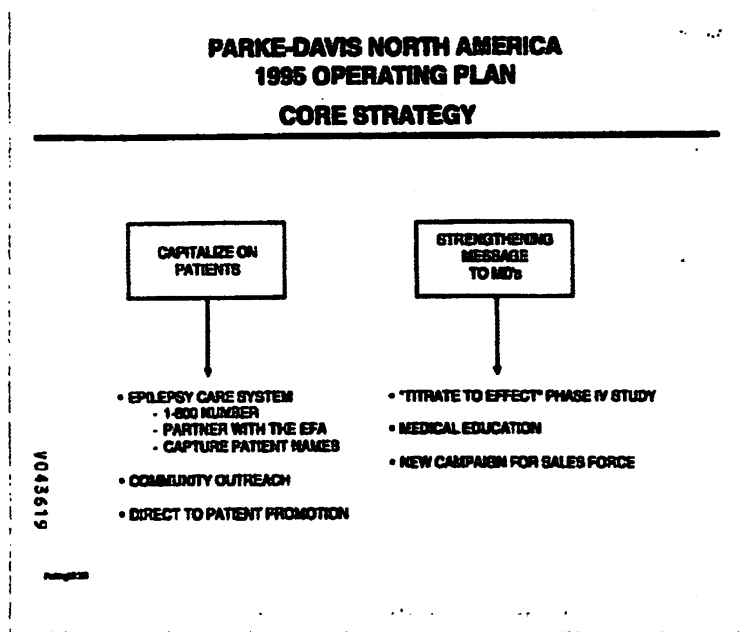 PARKE-DAVIS NORTH AMERICA
1995 OPERATING PLAN
CORE STRATEGY
CAPITALIZE ON
PATIENTS
• EPILEPSY CARE SYSTEM
- 1-800 NUMBER
- PARTNER WITH THE EFA
- CAPTURE PATIENT NAMES
• COMMUNITY OUTREACH
• DIRECT TO PATIENT PROMOTION
STRENGTHENING
MESSAGE
TO MD's
• "TITRATE TO EFFECT" PHASE IV STUDY
• MEDICAL EDUCATION
• NEW CAMPAIGN FOR SALES FORCE
V043619